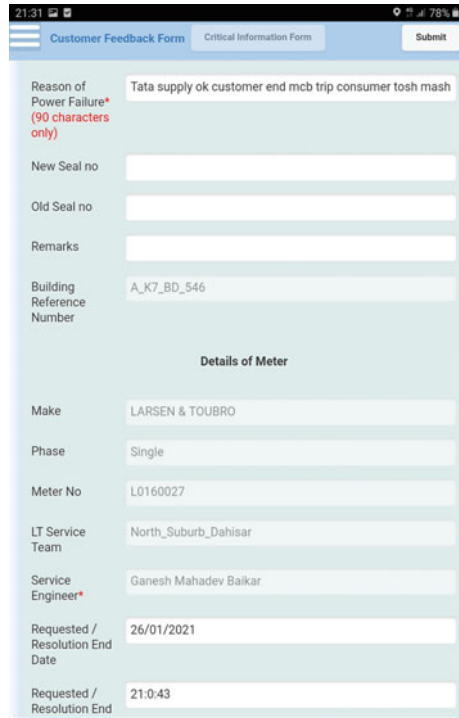 21:31 78%
Customer Feedback Form Critical Information Form Submit
Reason of Tata supply ok customer end mcb trip consumer tosh mash
Power Failure*
(90 characters
only)
New Seal no
Old Seal no
Remarks
Building A_K7_BD_546
Reference
Number
Details of Meter
Make LARSEN & TOUBRO
Phase Single
Meter No L0160027
LT Service North_Suburb_Dahisar
Team
Service Ganesh Mahadev Baikar
Engineer*
Requested / 26/01/2021
Resolution End
Date
Requested / 21:0:43
Resolution End